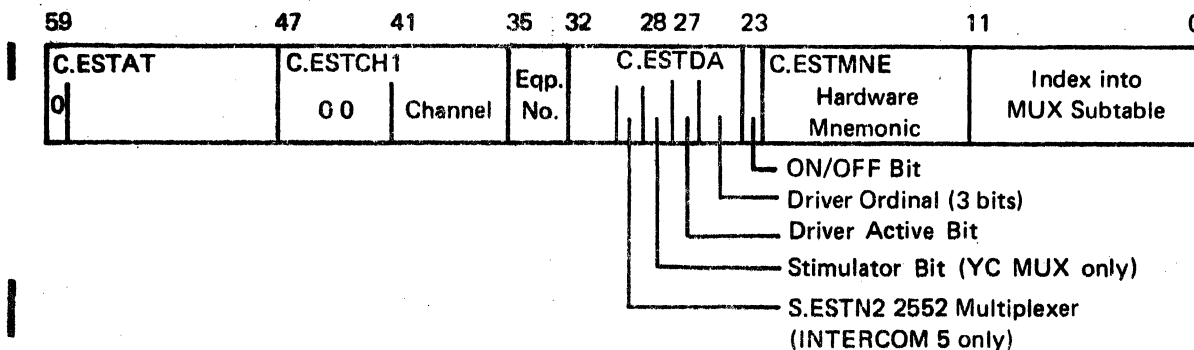 59 47 41 35 32 28 27 23 11 0
C.ESTAT C.ESTCH1 Eqp. No. C.ESTDA C.ESTMNE Hardware Mnemonic Index into MUX Subtable
0 0 0 Channel
ON/OFF Bit
Driver Ordinal (3 bits)
Driver Active Bit
Stimulator Bit (YC MUX only)
S.ESTN2 2552 Multiplexer
(INTERCOM 5 only)